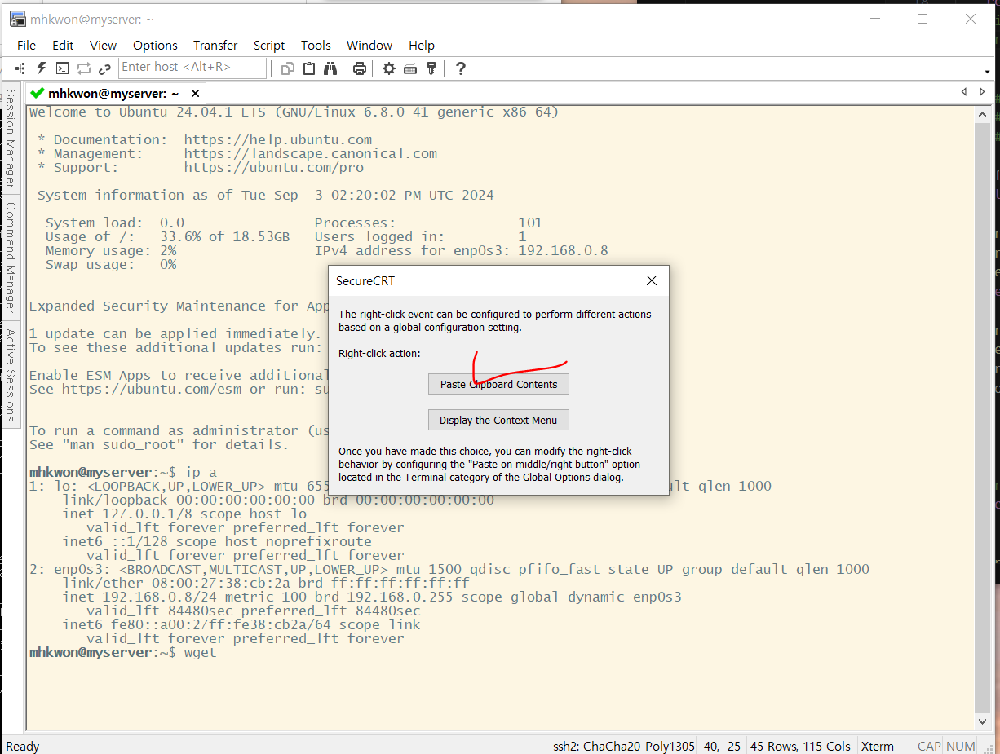 mhkwon@myserver: ~
File Edit View Options Transfer Script Tools Window Help
Enter host <Alt+R>
mhkwon@myserver: ~
Session Manager
Command Manager
Active Sessions
Welcome to Ubuntu 24.04.1 LTS (GNU/Linux 6.8.0-41-generic x86_64)
* Documentation: https://help.ubuntu.com
* Management: https://landscape.canonical.com
* Support: https://ubuntu.com/pro
System information as of Tue Sep 3 02:20:02 PM UTC 2024
System load: 0.0 Processes: 101
Usage of /: 33.6% of 18.53GB Users logged in: 1
Memory usage: 2% IPv4 address for enp0s3: 192.168.0.8
Swap usage: 0%
Expanded Security Maintenance for App
1 update can be applied immediately.
To see these additional updates run:
Enable ESM Apps to receive additional
See https://ubuntu.com/esm or run: su
To run a command as administrator (us
See "man sudo_root" for details.
SecureCRT
The right-click event can be configured to perform different actions
based on a global configuration setting.
Right-click action:
Paste Clipboard Contents
Display the Context Menu
Once you have made this choice, you can modify the right-click
behavior by configuring the "Paste on middle/right button" option
located in the Terminal category of the Global Options dialog.
mhkwon@myserver:~$ ip a
1: lo: <LOOPBACK,UP,LOWER_UP> mtu 655 ult qlen 1000
link/loopback 00:00:00:00:00:00 brd 00:00:00:00:00:00
inet 127.0.0.1/8 scope host lo
valid_lft forever preferred_lft forever
inet6 ::1/128 scope host noprefixroute
valid_lft forever preferred_lft forever
2: enp0s3: <BROADCAST,MULTICAST,UP,LOWER_UP> mtu 1500 qdisc pfifo_fast state UP group default qlen 1000
link/ether 08:00:27:38:cb:2a brd ff:ff:ff:ff:ff:ff
inet 192.168.0.8/24 metric 100 brd 192.168.0.255 scope global dynamic enp0s3
valid_lft 84480sec preferred_lft 84480sec
inet6 fe80::a00:27ff:fe38:cb2a/64 scope link
valid_lft forever preferred_lft forever
mhkwon@myserver:~$ wget
Ready ssh2: ChaCha20-Poly1305 40, 25 45 Rows, 115 Cols Xterm CAP NUM